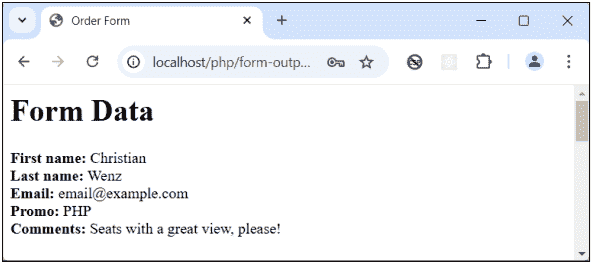 Order Form
localhost/php/form-outp...
Form Data
First name: Christian
Last name: Wenz
Email: email@example.com
Promo: PHP
Comments: Seats with a great view, please!